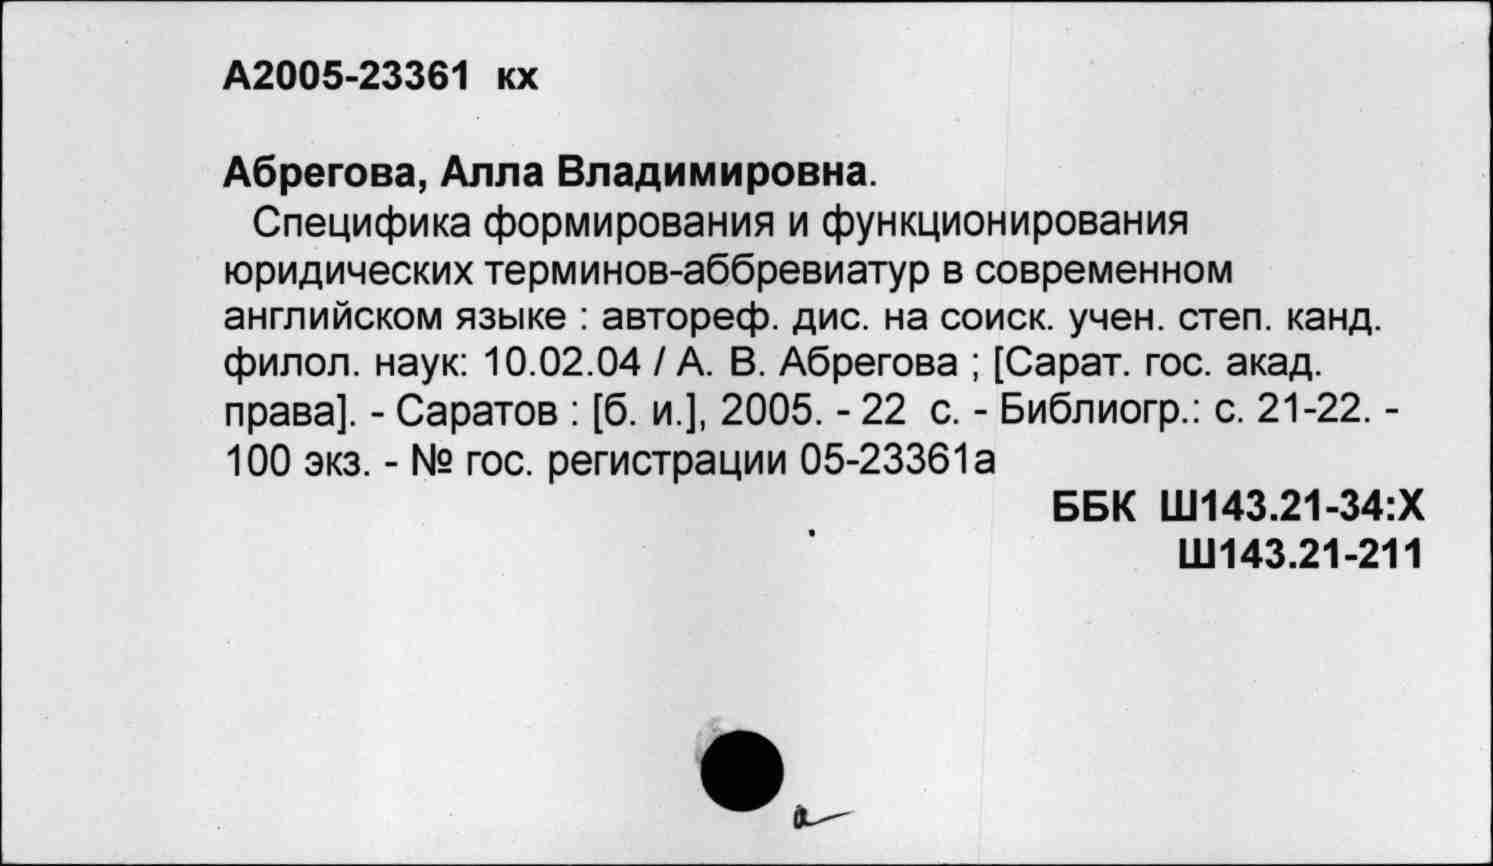 А2005-23361 кх
Абрегова, Алла Владимировна.
Специфика формирования и функционирования
юридических терминов-аббревиатур в современном
английском языке : автореф. дис. на соиск. учен. степ. канд.
филол. наук: 10.02.04 / А. В. Абрегова ; [Сарат. гос. акад.
права]. - Саратов : [б. и.], 2005. - 22 с. - Библиогр.: с. 21-22. -
100 экз. - № гос. регистрации 05-23361а
ББК Ш143.21-34:Х
Ш143.21-211
а